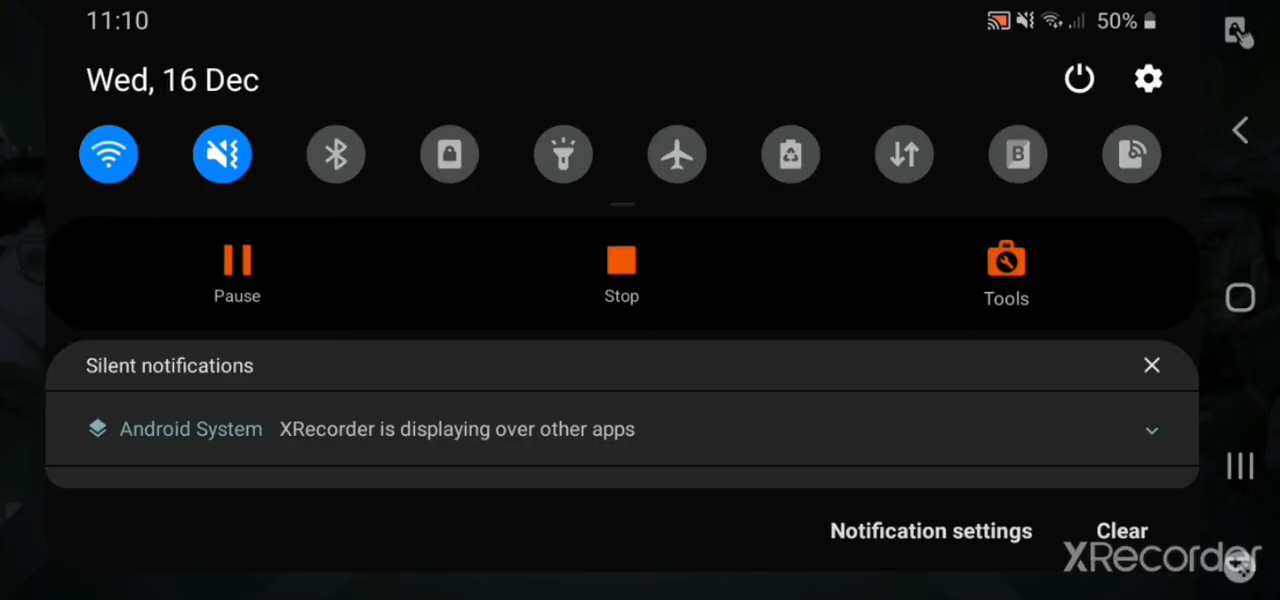 11:10
50%
Wed, 16 Dec
B
Pause
Stop
Tools
Silent notifications
Android System XRecorder is displaying over other apps
Notification settings
Clear
XRecorder